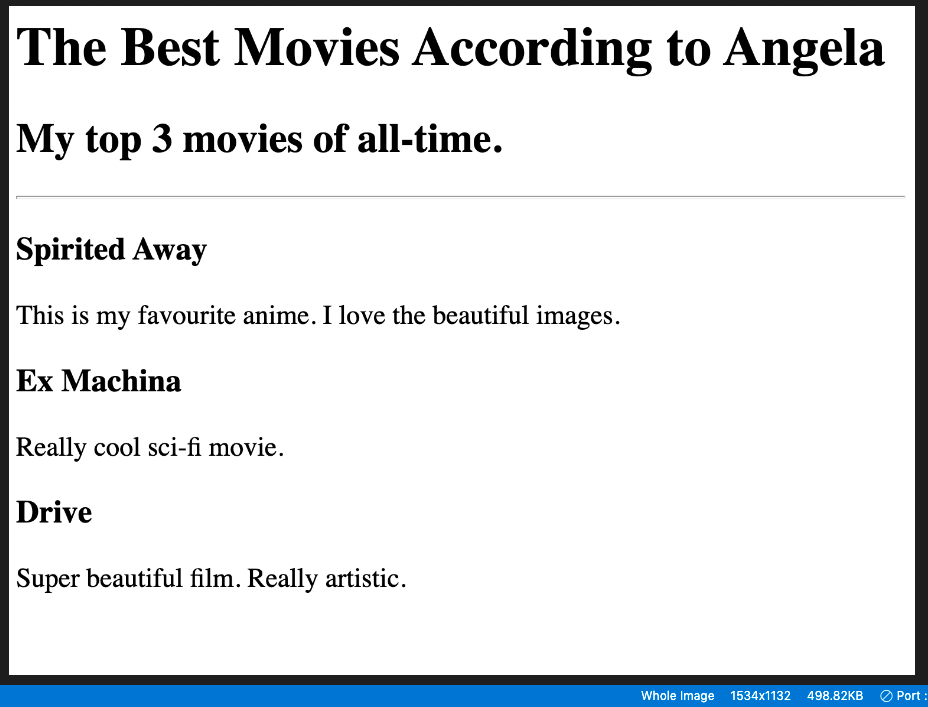 The Best Movies According to Angela
My top 3 movies of all-time.
Spirited Away
This is my favourite anime. I love the beautiful images.
Ex Machina
Really cool sci-fi movie.
Drive
Super beautiful film. Really artistic.
Whole Image 1534x1132 498.82KB Port :